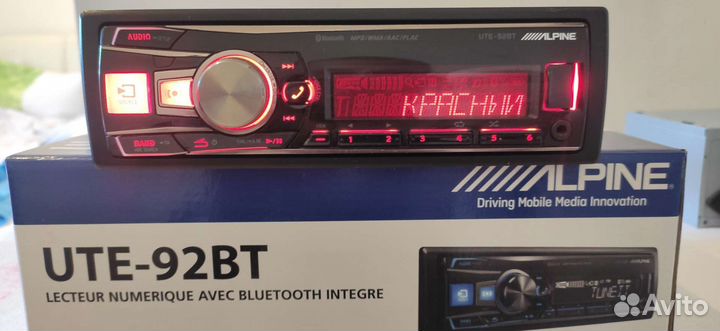 AUDIO
Bluetooth
MP3/WMA/AAC/FLAC
UTE-92BT
ALPINE
КРАСНЫЙ
BAND
1 2 3 4 5 6
ALPINE
Driving Mobile Media Innovation
UTE-92BT
LECTEUR NUMERIQUE AVEC BLUETOOTH INTEGRE
ALPINE
Avito